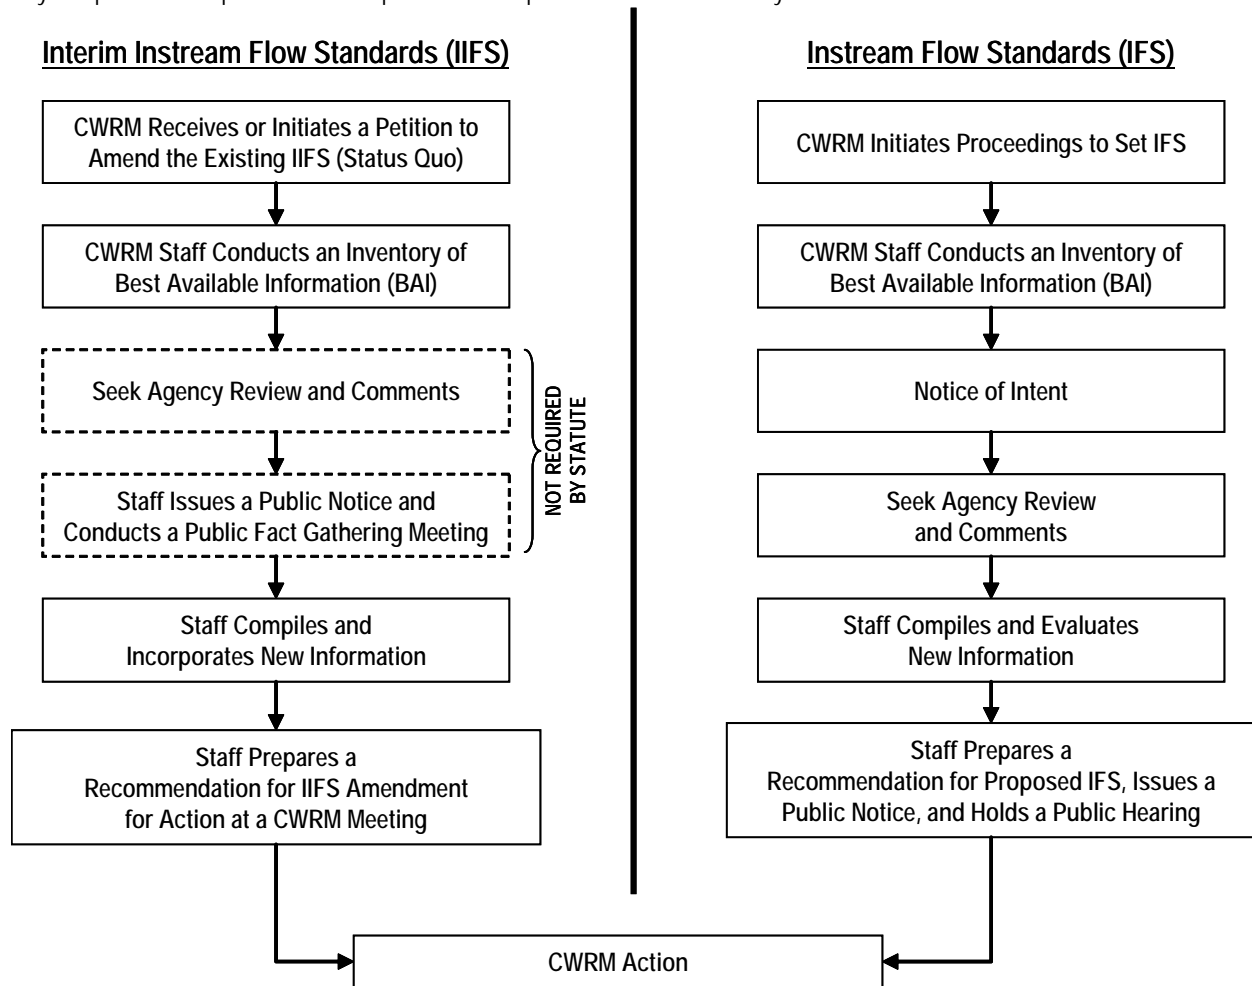 Interim Instream Flow Standards (IIFS)
CWRM Receives or Initiates a Petition to
Amend the Existing IIFS (Status Quo)
CWRM Staff Conducts an Inventory of
Best Available Information (BAI)
Seek Agency Review and Comments
Staff Issues a Public Notice and
Conducts a Public Fact Gathering Meeting
NOT REQUIRED
BY STATUTE
Staff Compiles and
Incorporates New Information
Staff Prepares a
Recommendation for IIFS Amendment
for Action at a CWRM Meeting
Instream Flow Standards (IFS)
CWRM Initiates Proceedings to Set IFS
CWRM Staff Conducts an Inventory of
Best Available Information (BAI)
Notice of Intent
Seek Agency Review
and Comments
Staff Compiles and Evaluates
New Information
Staff Prepares a
Recommendation for Proposed IFS, Issues a
Public Notice, and Holds a Public Hearing
CWRM Action